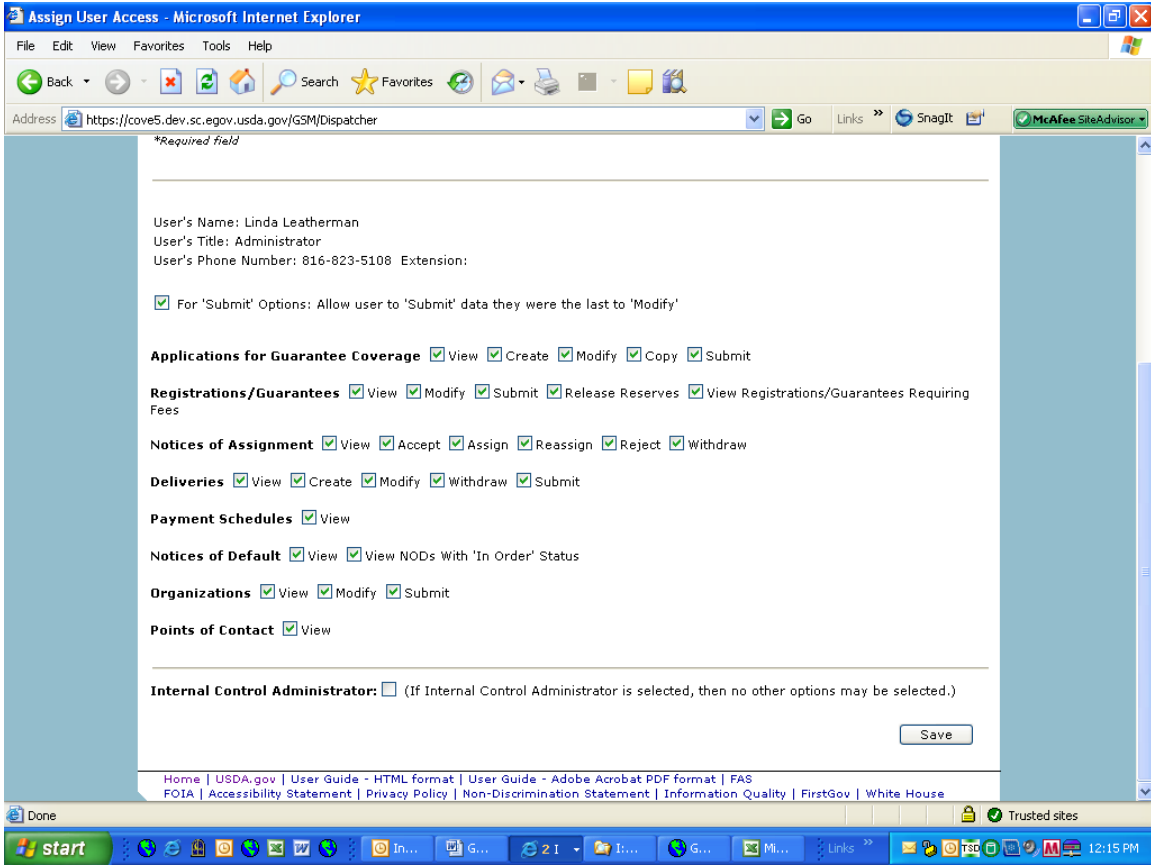 Assign User Access - Microsoft Internet Explorer
File Edit View Favorites Tools Help
Back Search Favorites
Address https://cove5.dev.sc.egov.usda.gov/GSM/Dispatcher Go Links » SnagIt McAfee SiteAdvisor
*Required field
User's Name: Linda Leatherman
User's Title: Administrator
User's Phone Number: 816-823-5108 Extension:
For 'Submit' Options: Allow user to 'Submit' data they were the last to 'Modify'
Applications for Guarantee Coverage View Create Modify Copy Submit
Registrations/Guarantees View Modify Submit Release Reserves View Registrations/Guarantees Requiring
Fees
Notices of Assignment View Accept Assign Reassign Reject Withdraw
Deliveries View Create Modify Withdraw Submit
Payment Schedules View
Notices of Default View View NODs With 'In Order' Status
Organizations View Modify Submit
Points of Contact View
Internal Control Administrator: (If Internal Control Administrator is selected, then no other options may be selected.)
Save
Home | USDA.gov | User Guide - HTML format | User Guide - Adobe Acrobat PDF format | FAS
FOIA | Accessibility Statement | Privacy Policy | Non-Discrimination Statement | Information Quality | FirstGov | White House
Done Trusted sites
start In... G... 2 I I:... G... Mi... Links » 12:15 PM